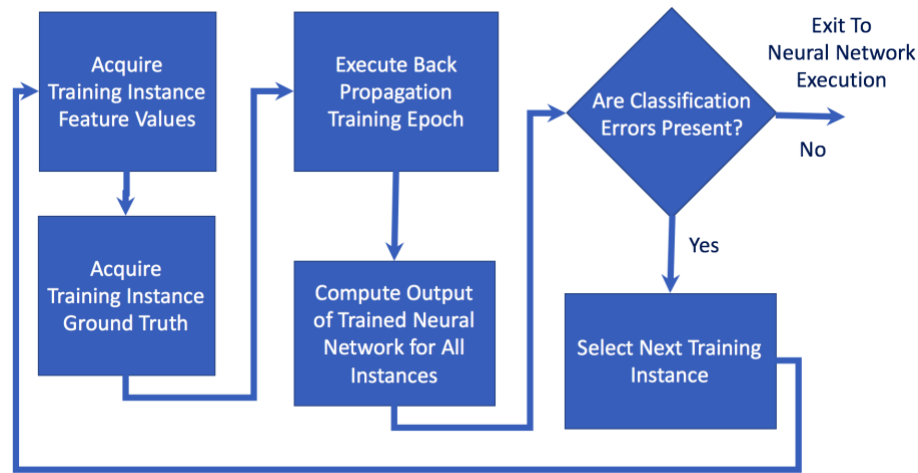 Acquire
Training Instance
Feature Values
Acquire
Training Instance
Ground Truth
Execute Back
Propagation
Training Epoch
Compute Output
of Trained Neural
Network for All
Instances
Are Classification
Errors Present?
Exit To
Neural Network
Execution
No
Yes
Select Next Training
Instance